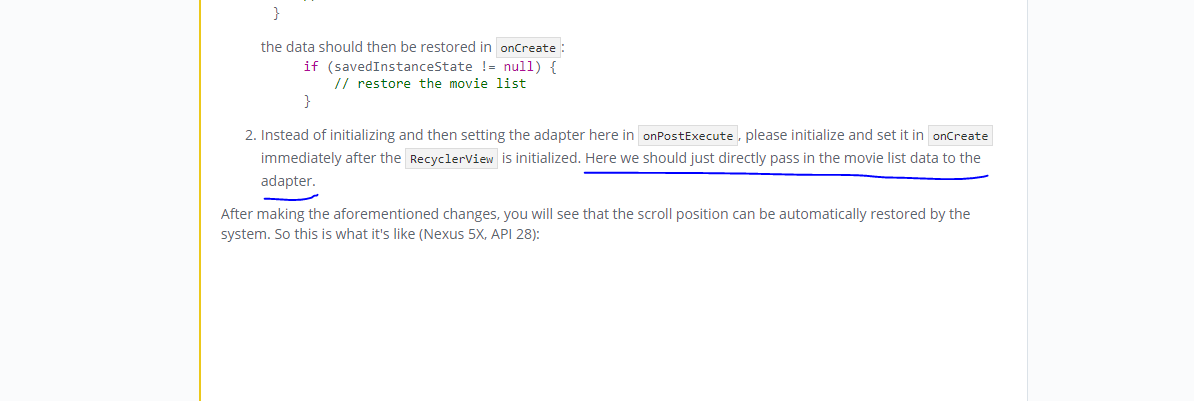 }
the data should then be restored in onCreate:
if (savedInstanceState != null) {
// restore the movie list
}
2. Instead of initializing and then setting the adapter here in onPostExecute, please initialize and set it in onCreate
immediately after the RecyclerView is initialized. Here we should just directly pass in the movie list data to the
adapter.
After making the aforementioned changes, you will see that the scroll position can be automatically restored by the
system. So this is what it's like (Nexus 5X, API 28):